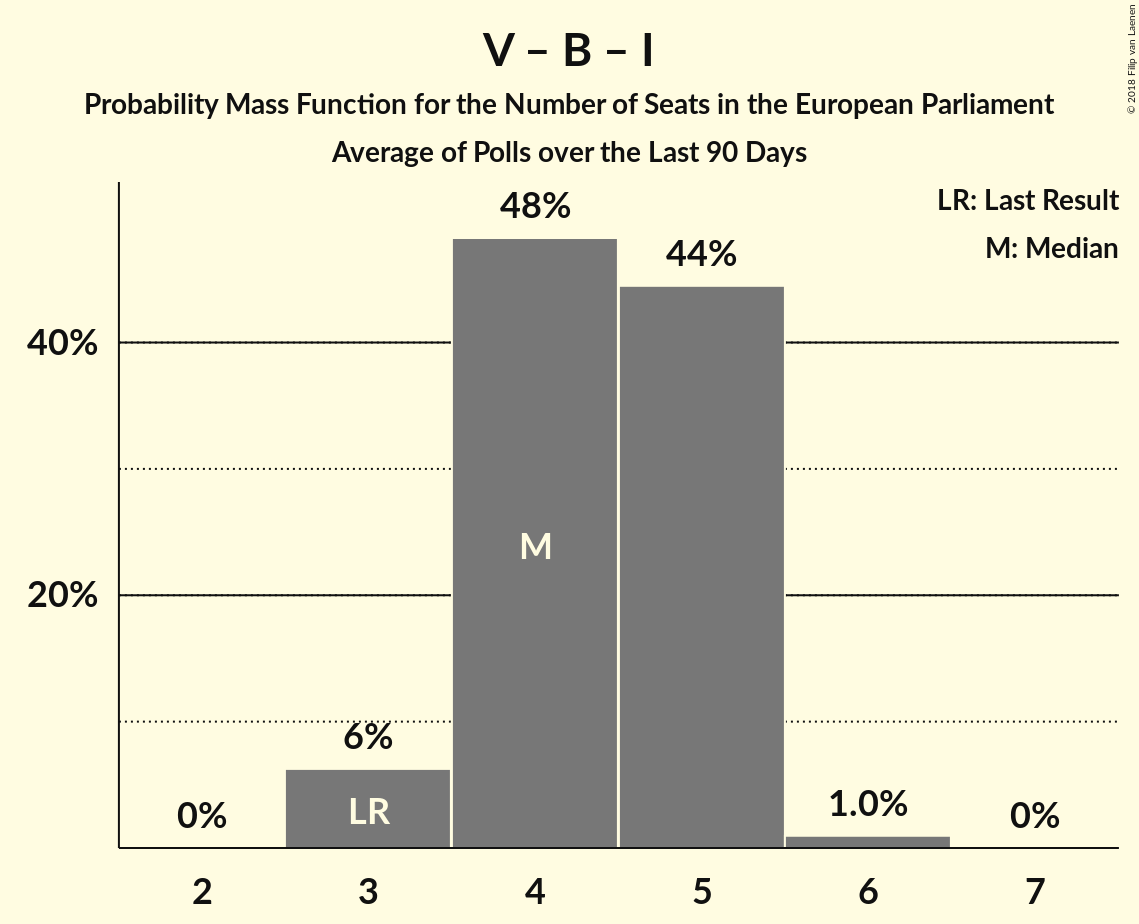 V – B – I
Probability Mass Function for the Number of Seats in the European Parliament
Average of Polls over the Last 90 Days
© 2018 Filip van Laenen
LR: Last Result
M: Median
48%
44%
40%
M
20%
6%
LR
0%
1.0%
0%
2 3 4 5 6 7